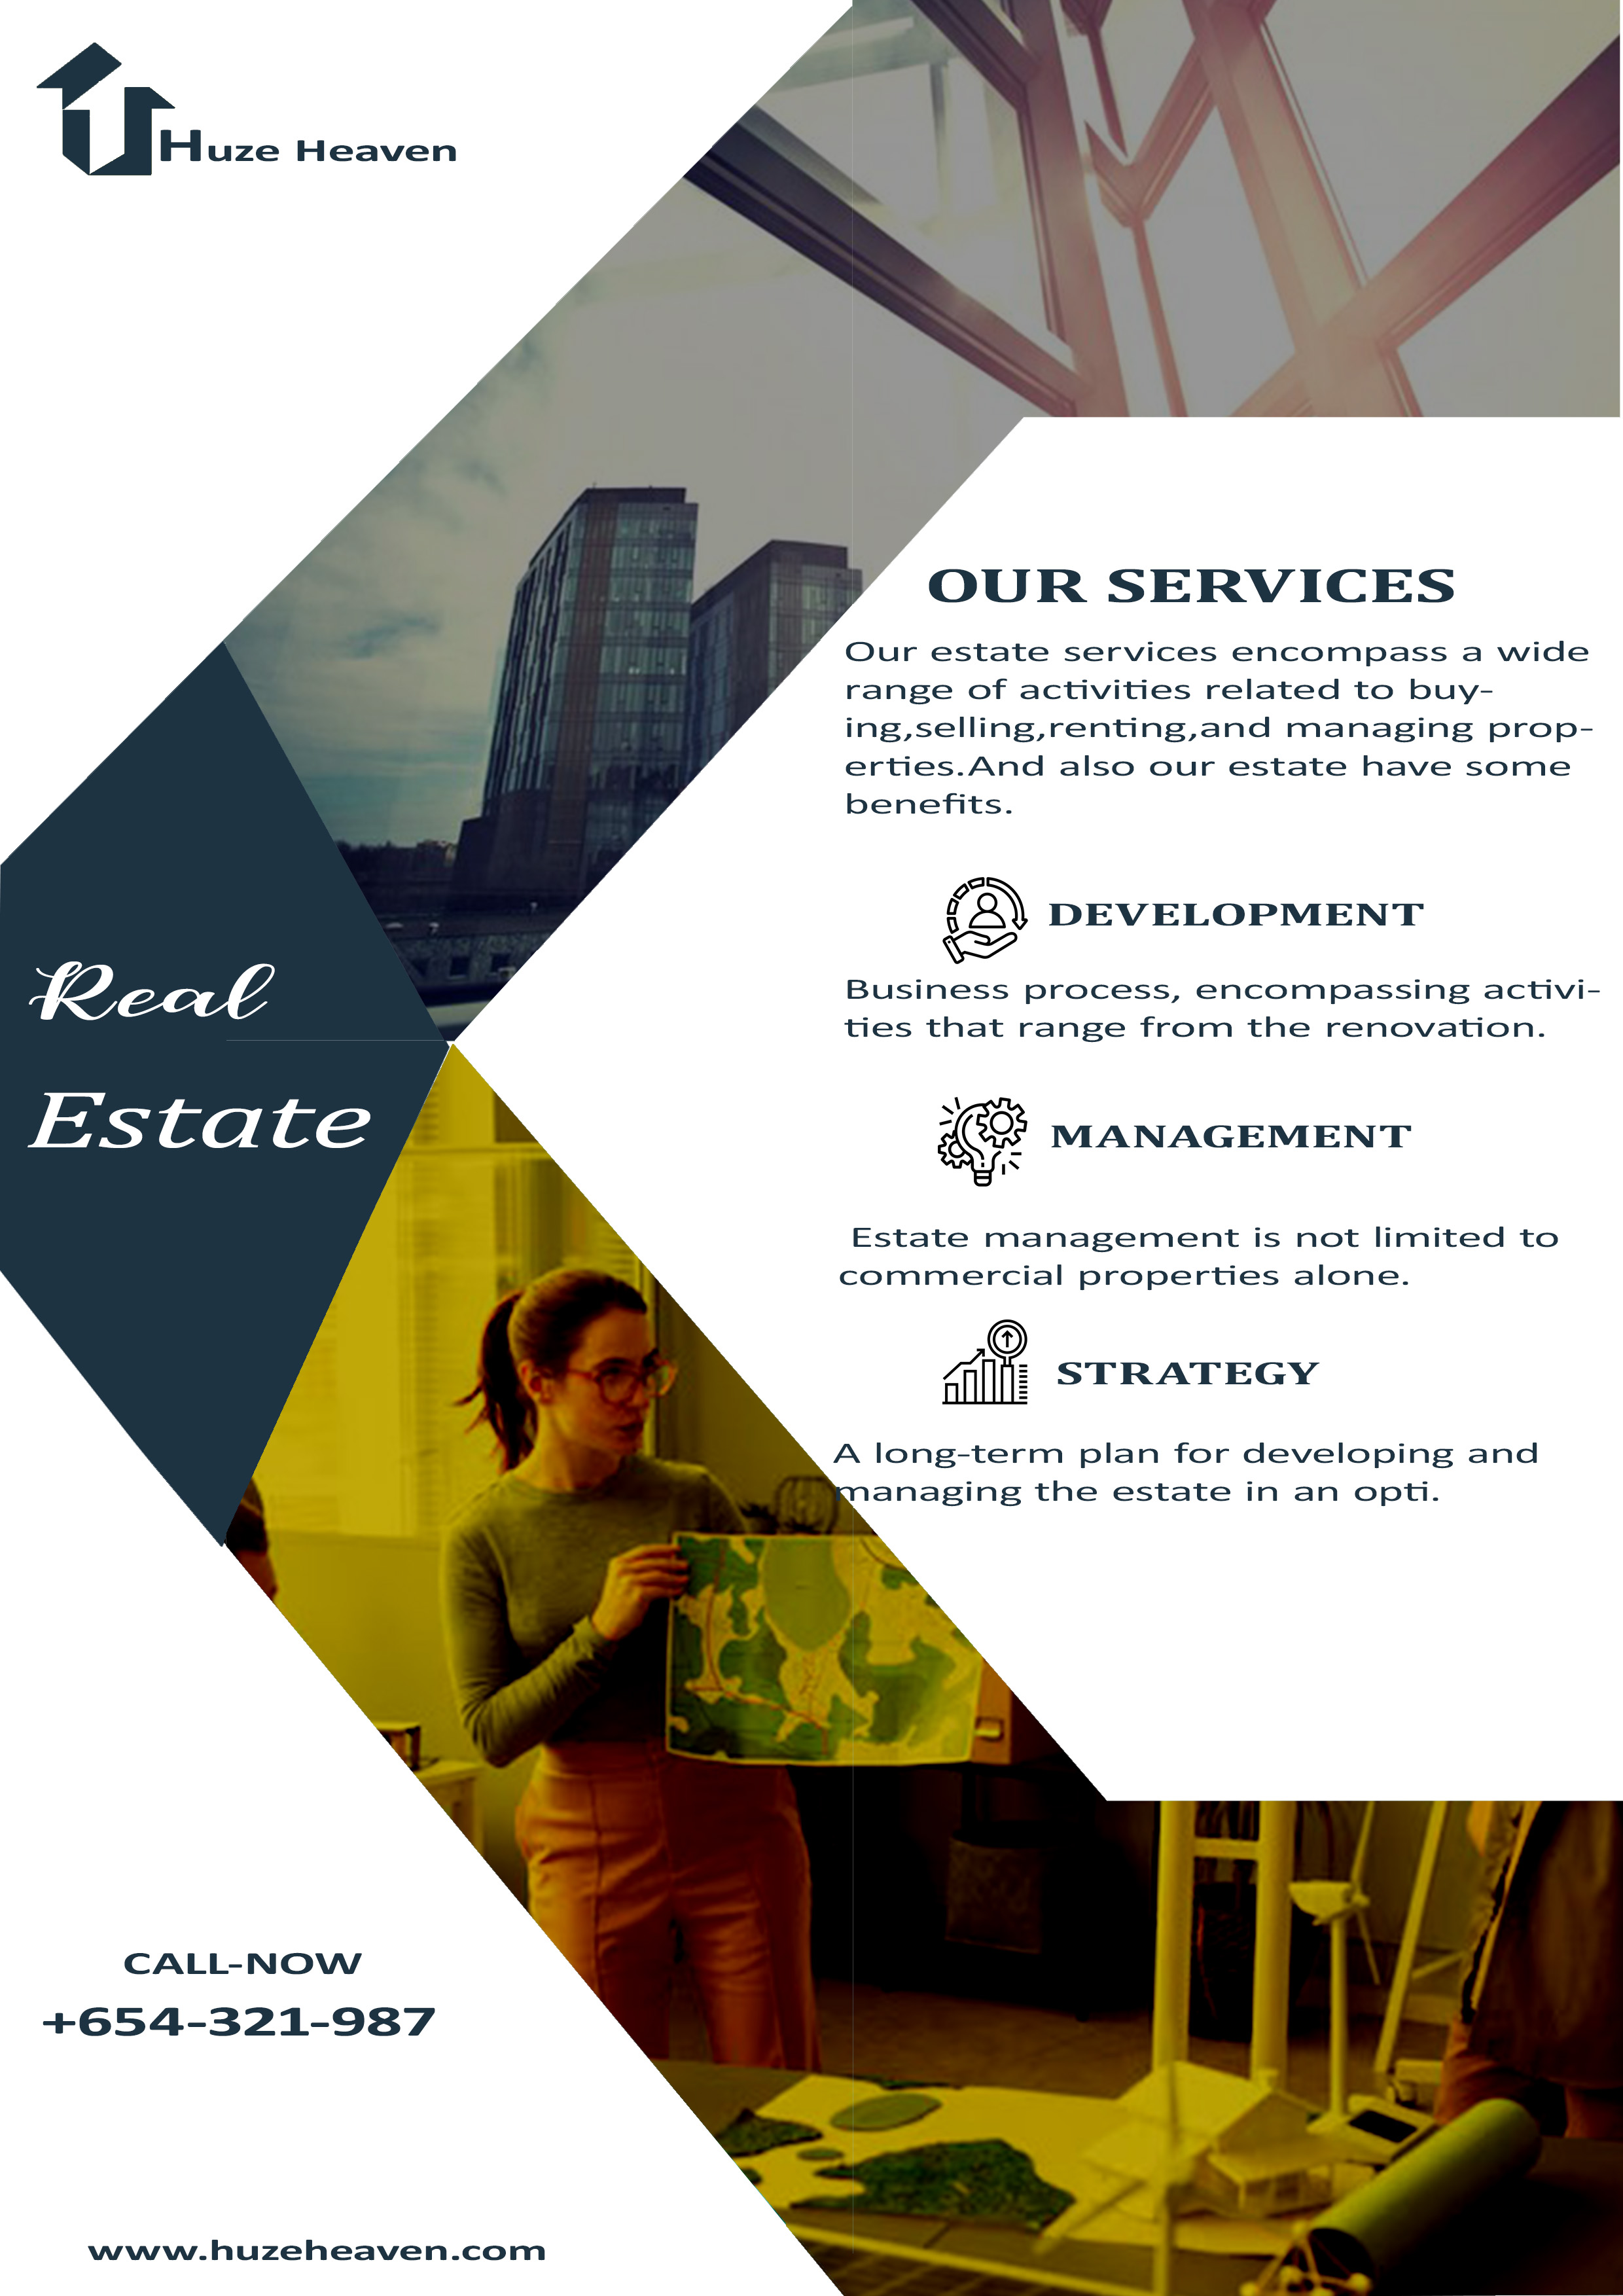 Huze Heaven
OUR SERVICES
Our estate services encompass a wide
range of activities related to buy-
ing,selling,renting,and managing prop-
erties.And also our estate have some
benefits.
DEVELOPMENT
Business process, encompassing activi-
ties that range from the renovation.
MANAGEMENT
Estate management is not limited to
commercial properties alone.
STRATEGY
A long-term plan for developing and
managing the estate in an opti.
Real
Estate
CALL-NOW
+654-321-987
www.huzeheaven.com